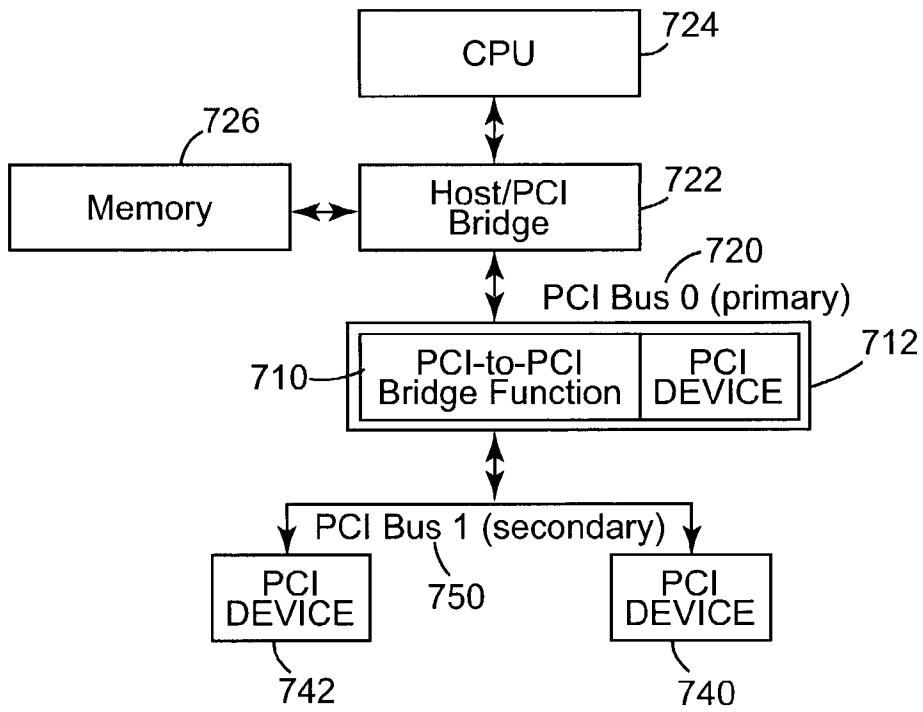 724
CPU
726
Memory
Host/PCI
Bridge
722
720
PCI Bus 0 (primary)
710
PCI-to-PCI
Bridge Function
PCI
DEVICE
712
PCI Bus 1 (secondary)
750
PCI
DEVICE
742
PCI
DEVICE
740